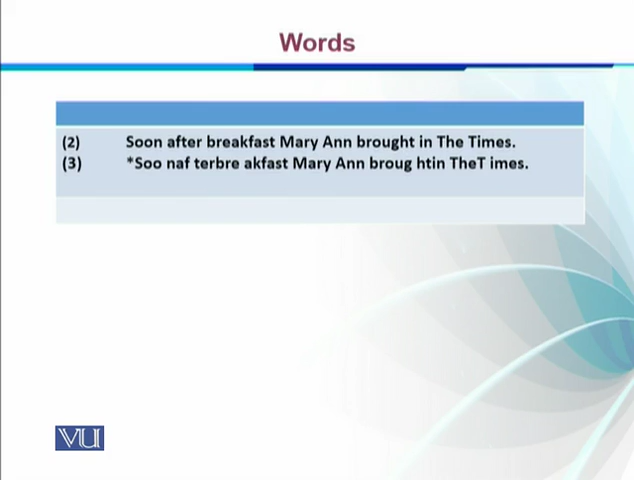 Words
(2) Soon after breakfast Mary Ann brought in The Times.
(3) *Soo naf terbre akfast Mary Ann broug htin TheT imes.
VU